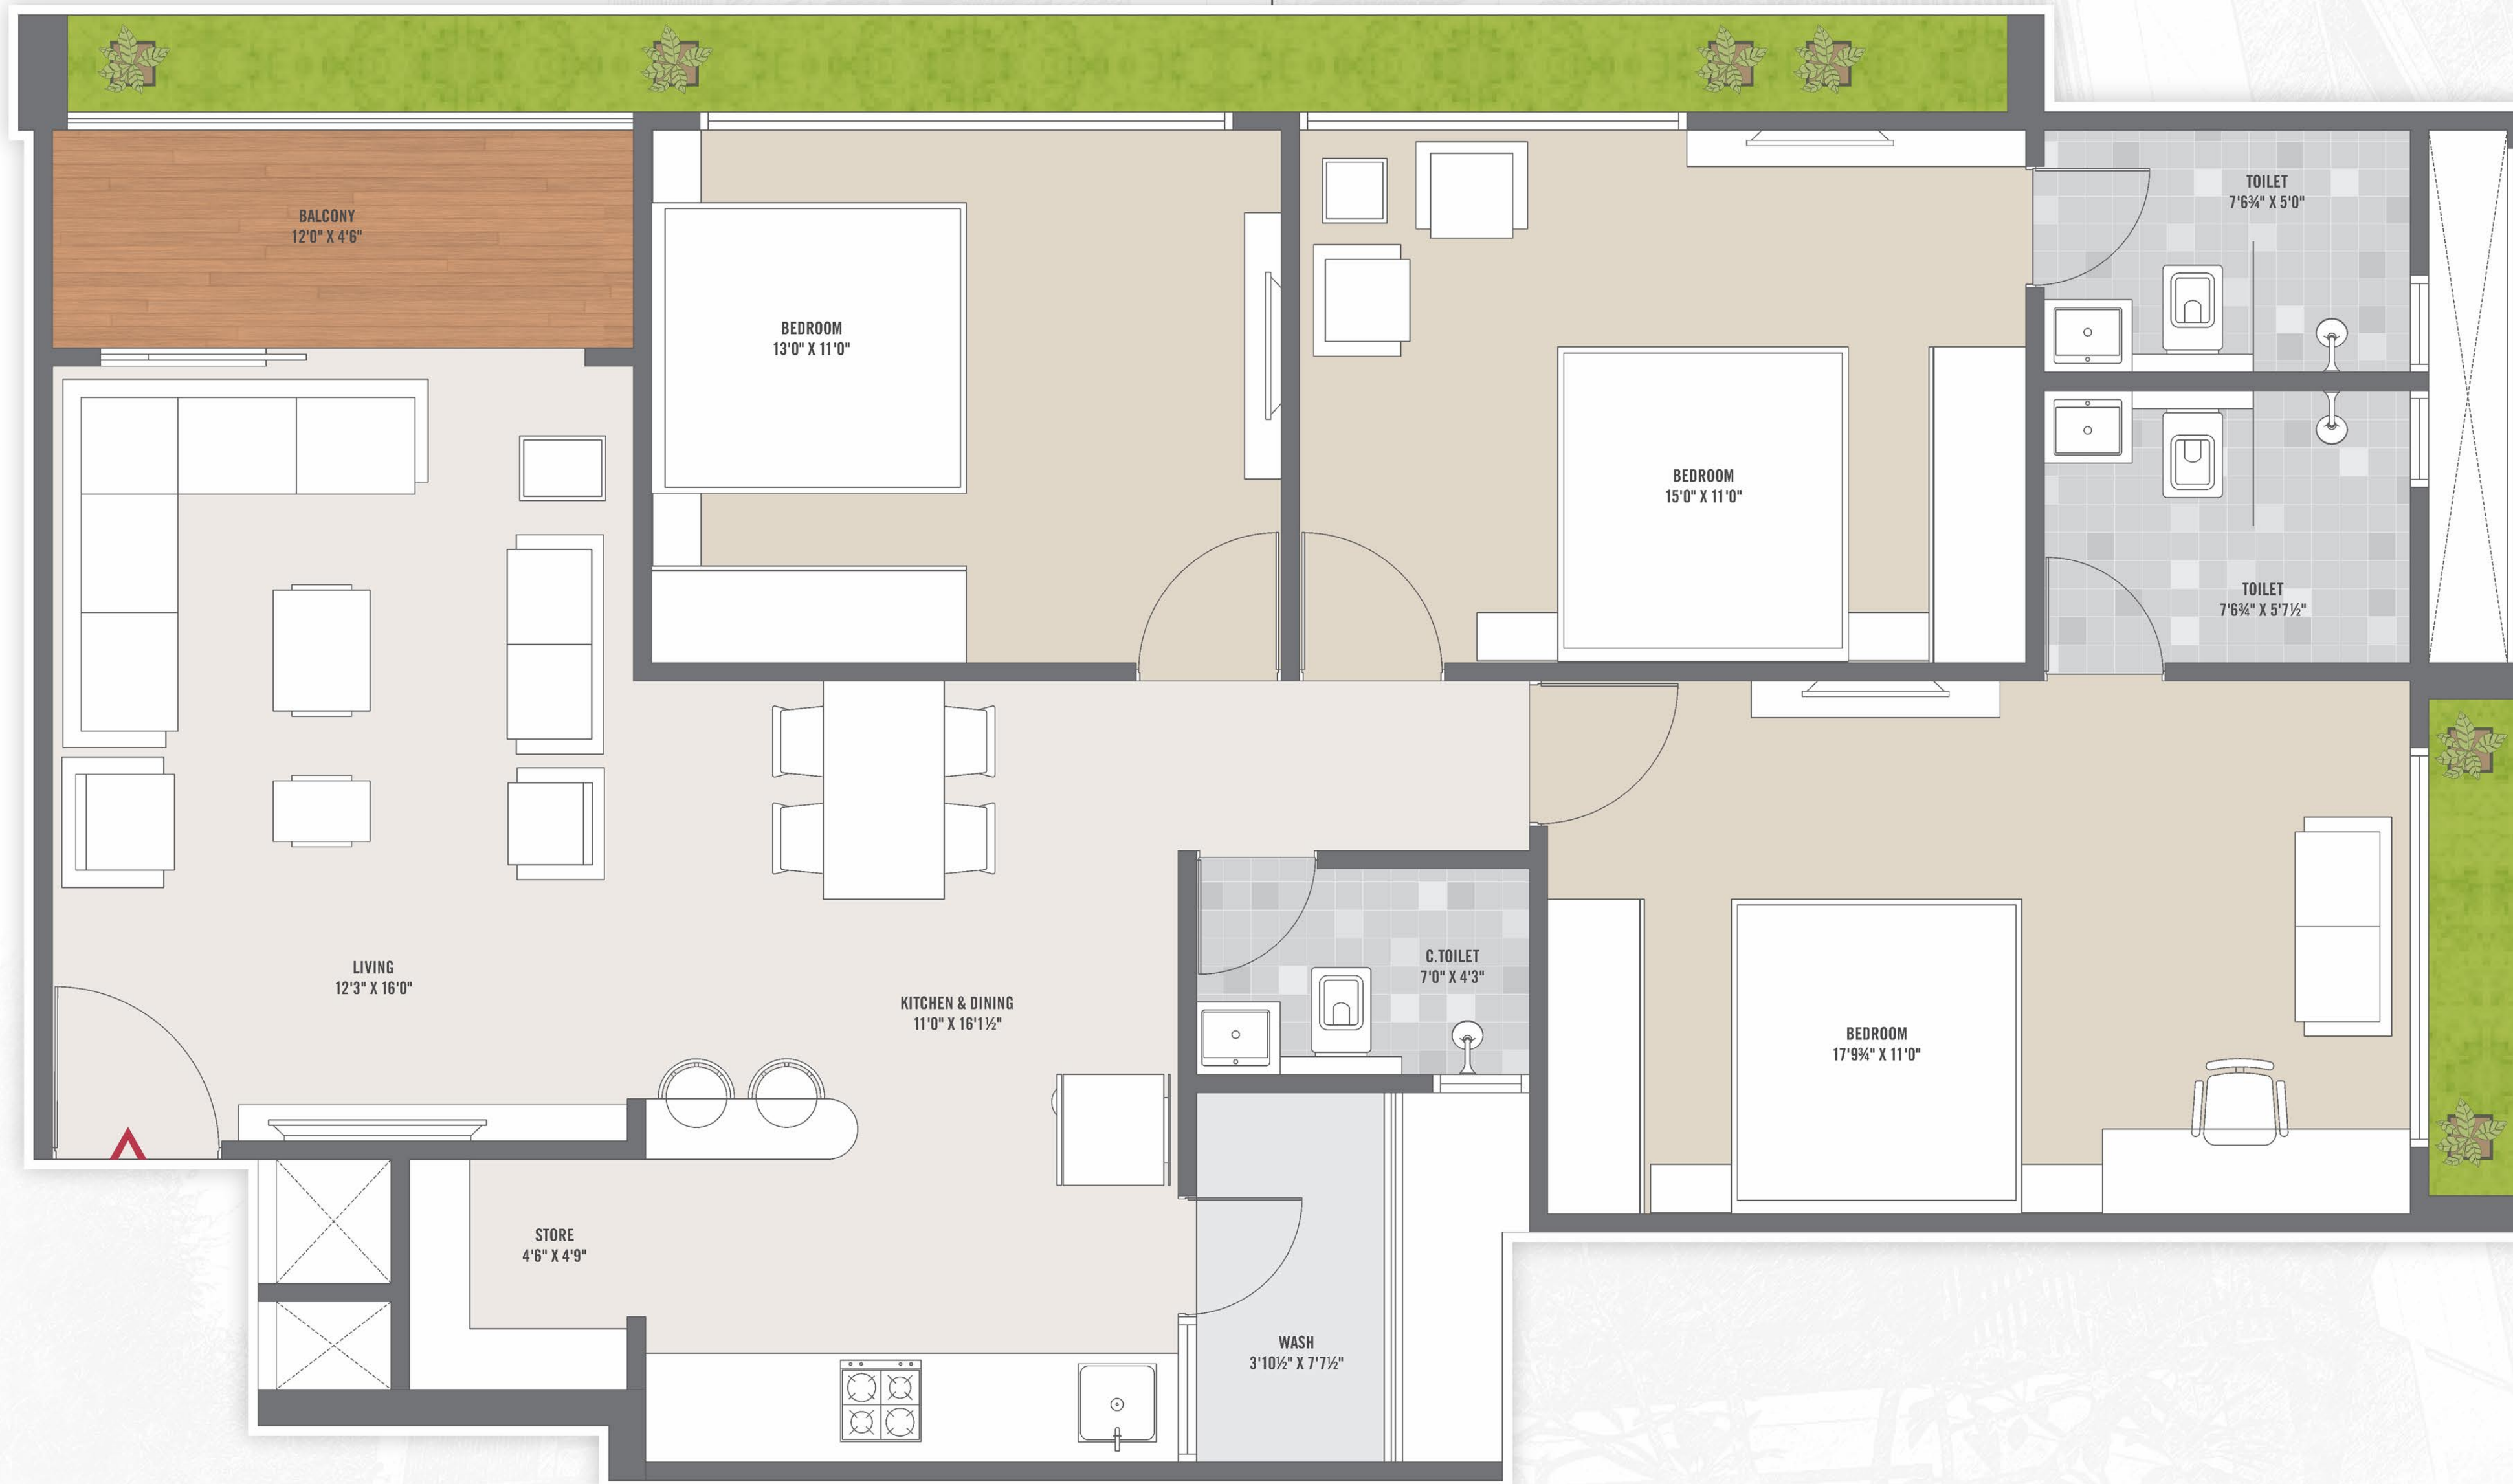 BALCONY
12'0" X 4'6"
BEDROOM
13'0" X 11'0"
BEDROOM
15'0" X 11'0"
TOILET
7'6¾" X 5'0"
TOILET
7'6¾" X 5'7½"
LIVING
12'3" X 16'0"
KITCHEN & DINING
11'0" X 16'1½"
C.TOILET
7'0" X 4'3"
BEDROOM
17'9¾" X 11'0"
STORE
4'6" X 4'9"
WASH
3'10½" X 7'7½"